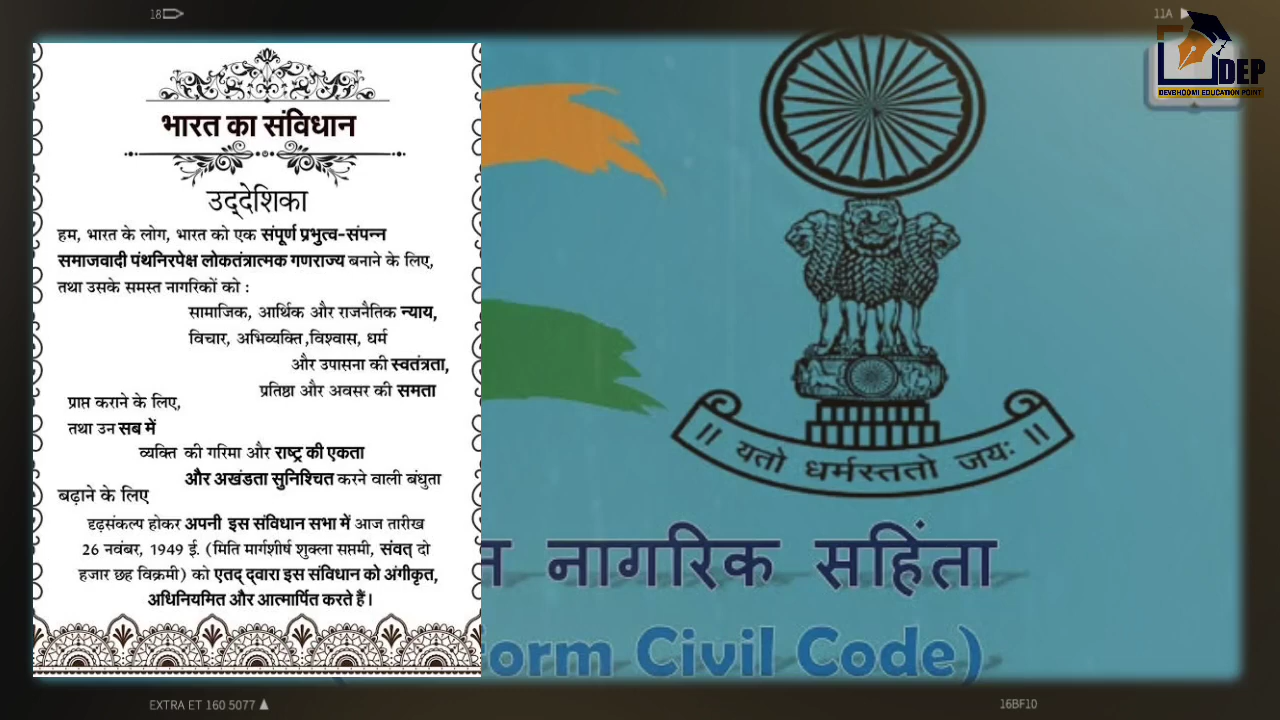 18
11A
DEP
DEVBHOOMI EDUCATION POINT
भारत का संविधान
उद्देशिका
हम, भारत के लोग, भारत को एक संपूर्ण प्रभुत्व-संपन्न
समाजवादी पंथनिरपेक्ष लोकतंत्रात्मक गणराज्य बनाने के लिए,
तथा उसके समस्त नागरिकों को :
सामाजिक, आर्थिक और राजनैतिक न्याय,
विचार, अभिव्यक्ति ,विश्वास, धर्म
और उपासना की स्वतंत्रता,
प्रतिष्ठा और अवसर की समता
प्राप्त कराने के लिए,
तथा उन सब में
व्यक्ति की गरिमा और राष्ट्र की एकता
और अखंडता सुनिश्चित करने वाली बंधुता
बढ़ाने के लिए
दृढ़संकल्प होकर अपनी इस संविधान सभा में आज तारीख
26 नवंबर, 1949 ई. (मिति मार्गशीर्ष शुक्ला सप्तमी, संवत् दो
हजार छह विक्रमी) को एतद् द्वारा इस संविधान को अंगीकृत,
अधिनियमित और आत्मार्पित करते हैं।
॥ यतो धर्मस्ततो जयः ॥
न नागरिक सहिंता
orm Civil Code)
EXTRA ET 160 5077
16BF10